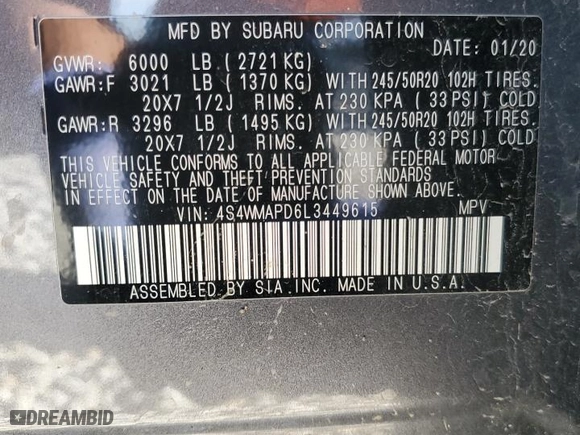 MFD BY SUBARU CORPORATION
DATE: 01/20
GVWR: 6000 LB (2721 KG)
GAWR:F 3021 LB (1370 KG) WITH 245/50R20 102H TIRES.
20X7 1/2J RIMS. AT 230 KPA (33 PSI) COLD
GAWR:R 3296 LB (1495 KG) WITH 245/50R20 102H TIRES.
20X7 1/2J RIMS. AT 230 KPA (33 PSI) COLD
THIS VEHICLE CONFORMS TO ALL APPLICABLE FEDERAL MOTOR
VEHICLE SAFETY AND THEFT PREVENTION STANDARDS
IN EFFECT ON THE DATE OF MANUFACTURE SHOWN ABOVE.
VIN: 4S4WMAPD6L3449615 MPV
ASSEMBLED BY SIA.INC. MADE IN U.S.A.
DREAMBID